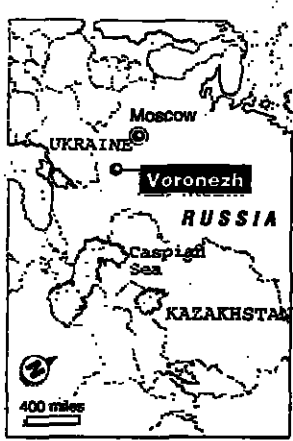 Moscow
UKRAINE
Voronezh
RUSSIA
Caspian
Sea
KAZAKHSTAN
N
400 miles